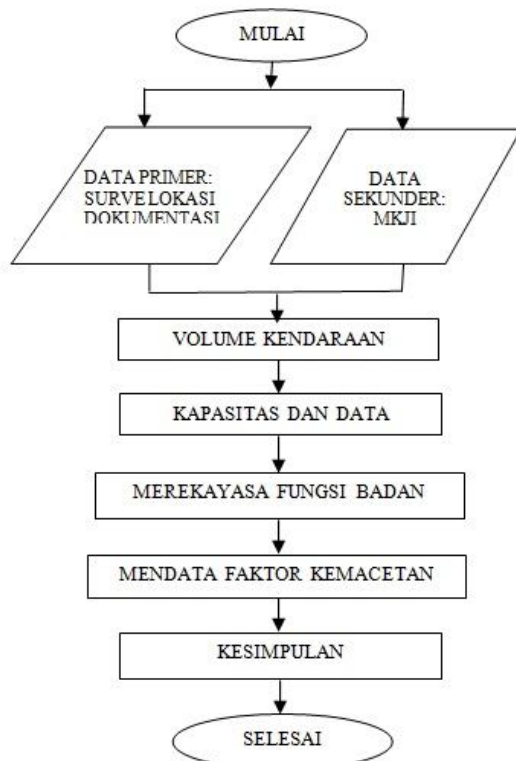 MULAI
DATA PRIMER:
SURVE LOKASI
DOKUMENTASI
DATA
SEKUNDER:
MKJI
VOLUME KENDARAAN
KAPASITAS DAN DATA
MEREKAYASA FUNGSI BADAN
MENDATA FAKTOR KEMACETAN
KESIMPULAN
SELESAI